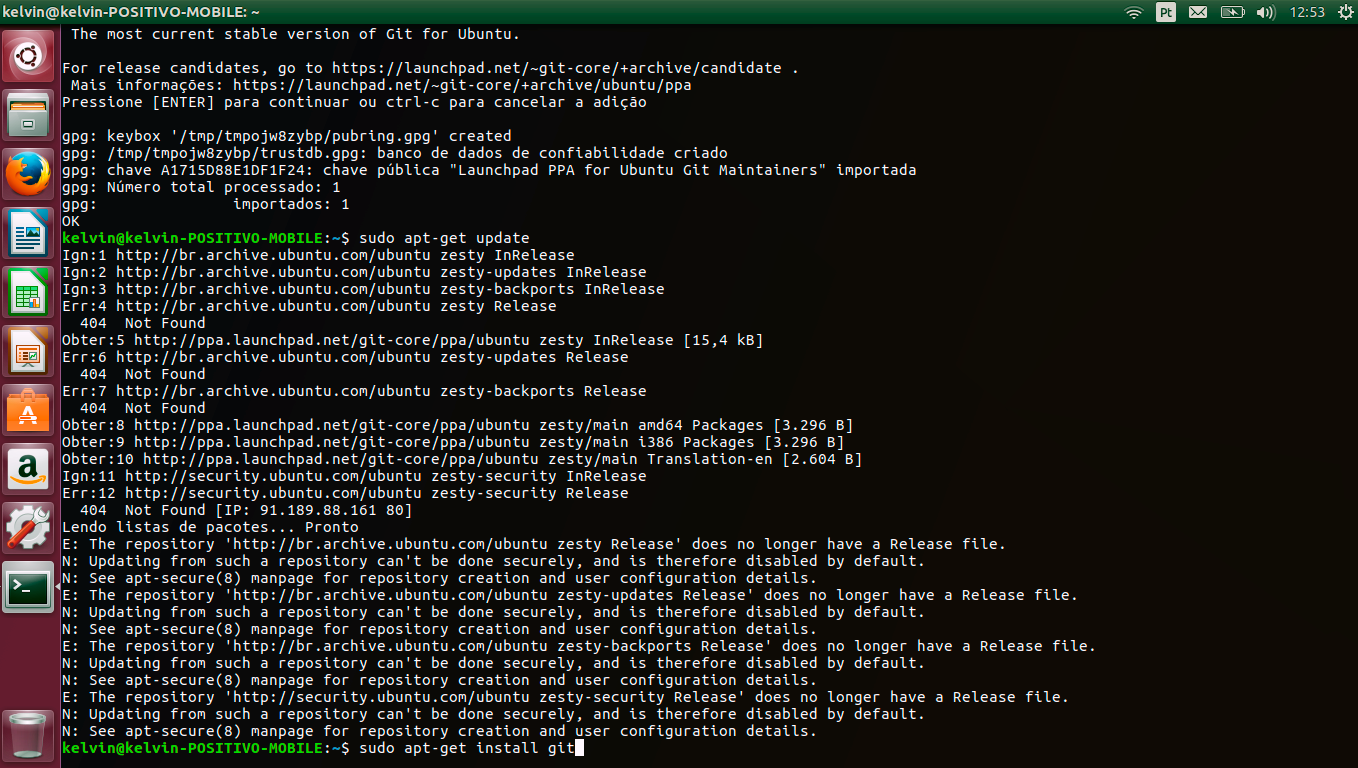 kelvin@kelvin-POSITIVO-MOBILE: ~
Pt
12:53
The most current stable version of Git for Ubuntu.
For release candidates, go to https://launchpad.net/~git-core/+archive/candidate .
Mais informações: https://launchpad.net/~git-core/+archive/ubuntu/ppa
Pressione [ENTER] para continuar ou ctrl-c para cancelar a adição
gpg: keybox '/tmp/tmpojw8zybp/pubring.gpg' created
gpg: /tmp/tmpojw8zybp/trustdb.gpg: banco de dados de confiabilidade criado
gpg: chave A1715D88E1DF1F24: chave pública "Launchpad PPA for Ubuntu Git Maintainers" importada
gpg: Número total processado: 1
gpg:               importados: 1
OK
kelvin@kelvin-POSITIVO-MOBILE:~$ sudo apt-get update
Ign:1 http://br.archive.ubuntu.com/ubuntu zesty InRelease
Ign:2 http://br.archive.ubuntu.com/ubuntu zesty-updates InRelease
Ign:3 http://br.archive.ubuntu.com/ubuntu zesty-backports InRelease
Err:4 http://br.archive.ubuntu.com/ubuntu zesty Release
404  Not Found
Obter:5 http://ppa.launchpad.net/git-core/ppa/ubuntu zesty InRelease [15,4 kB]
Err:6 http://br.archive.ubuntu.com/ubuntu zesty-updates Release
404  Not Found
Err:7 http://br.archive.ubuntu.com/ubuntu zesty-backports Release
404  Not Found
Obter:8 http://ppa.launchpad.net/git-core/ppa/ubuntu zesty/main amd64 Packages [3.296 B]
Obter:9 http://ppa.launchpad.net/git-core/ppa/ubuntu zesty/main i386 Packages [3.296 B]
Obter:10 http://ppa.launchpad.net/git-core/ppa/ubuntu zesty/main Translation-en [2.604 B]
Ign:11 http://security.ubuntu.com/ubuntu zesty-security InRelease
Err:12 http://security.ubuntu.com/ubuntu zesty-security Release
404  Not Found [IP: 91.189.88.161 80]
Lendo listas de pacotes... Pronto
E: The repository 'http://br.archive.ubuntu.com/ubuntu zesty Release' does no longer have a Release file.
N: Updating from such a repository can't be done securely, and is therefore disabled by default.
N: See apt-secure(8) manpage for repository creation and user configuration details.
E: The repository 'http://br.archive.ubuntu.com/ubuntu zesty-updates Release' does no longer have a Release file.
N: Updating from such a repository can't be done securely, and is therefore disabled by default.
N: See apt-secure(8) manpage for repository creation and user configuration details.
E: The repository 'http://br.archive.ubuntu.com/ubuntu zesty-backports Release' does no longer have a Release file.
N: Updating from such a repository can't be done securely, and is therefore disabled by default.
N: See apt-secure(8) manpage for repository creation and user configuration details.
E: The repository 'http://security.ubuntu.com/ubuntu zesty-security Release' does no longer have a Release file.
N: Updating from such a repository can't be done securely, and is therefore disabled by default.
N: See apt-secure(8) manpage for repository creation and user configuration details.
kelvin@kelvin-POSITIVO-MOBILE:~$ sudo apt-get install git